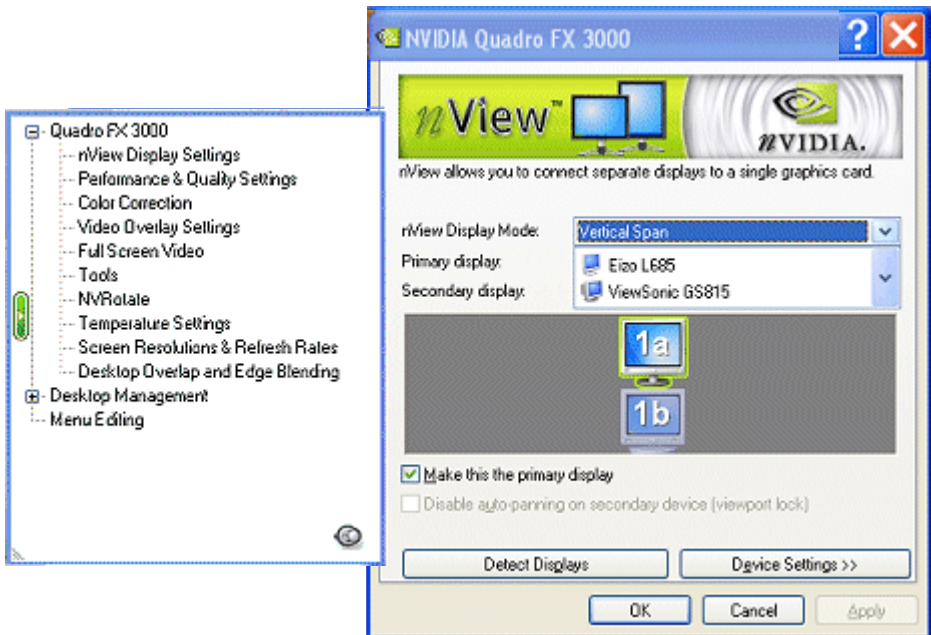 NVIDIA Quadro FX 3000
?
nView™
nVIDIA.
nView allows you to connect separate displays to a single graphics card.
nView Display Mode:
Vertical Span
Primary display:
Eizo L685
Secondary display:
ViewSonic GS815
1a
1b
Make this the primary display
Disable auto-panning on secondary device (viewport lock)
Detect Displays
Device Settings >>
OK
Cancel
Apply
Quadro FX 3000
nView Display Settings
Performance & Quality Settings
Color Correction
Video Overlay Settings
Full Screen Video
Tools
NVRotate
Temperature Settings
Screen Resolutions & Refresh Rates
Desktop Overlap and Edge Blending
Desktop Management
Menu Editing